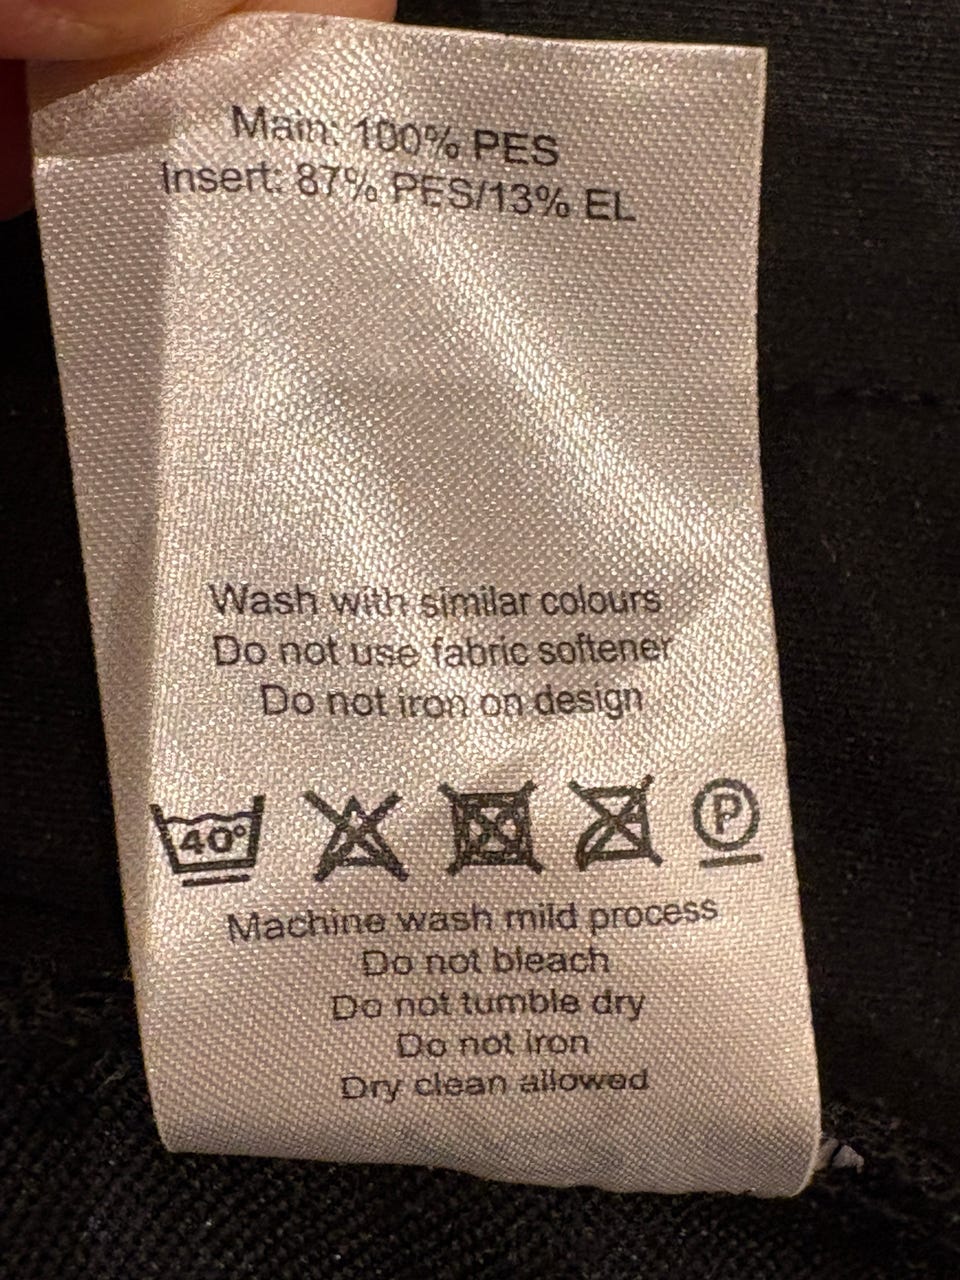 Main: 100% PES
Insert: 87% PES/13% EL
Wash with similar colours
Do not use fabric softener
Do not iron on design
40° P
Machine wash mild process
Do not bleach
Do not tumble dry
Do not iron
Dry clean allowed